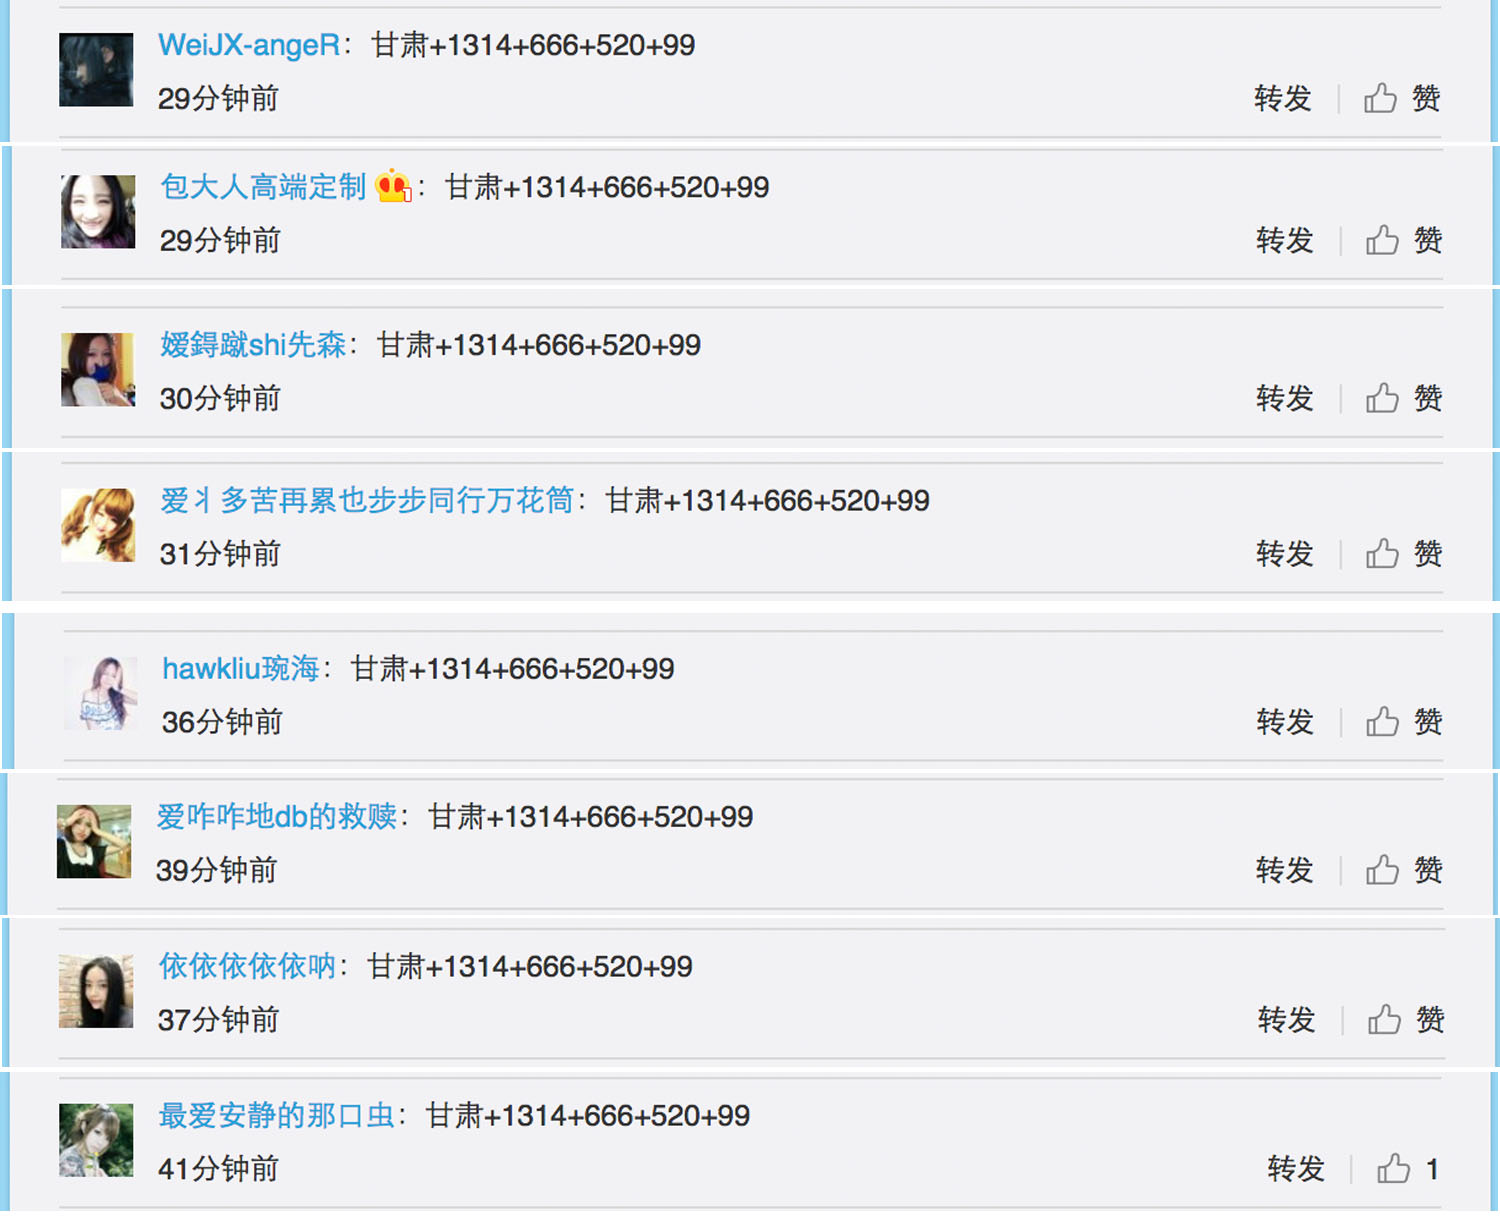 WeiJX-angeR：甘肃+1314+666+520+99
29分钟前 转发 赞
包大人高端定制：甘肃+1314+666+520+99
29分钟前 转发 赞
嫒鍀蹴shi先森：甘肃+1314+666+520+99
30分钟前 转发 赞
爱丬多苦再累也步步同行万花筒：甘肃+1314+666+520+99
31分钟前 转发 赞
hawkliu琬海：甘肃+1314+666+520+99
36分钟前 转发 赞
爱咋咋地db的救赎：甘肃+1314+666+520+99
39分钟前 转发 赞
依依依依依呐：甘肃+1314+666+520+99
37分钟前 转发 赞
最爱安静的那口虫：甘肃+1314+666+520+99
41分钟前 转发 1